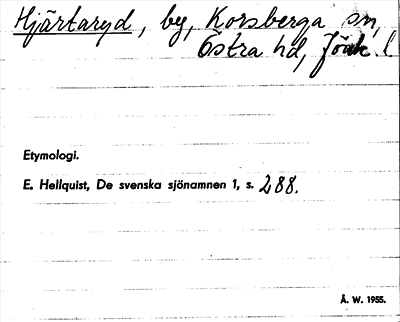 Hjärtaryd, by, Korsberga sn,
Östra hd, Jönk. l
Etymologi.
E. Hellquist, De svenska sjönamnen 1, s. 288.
Å. W. 1955.